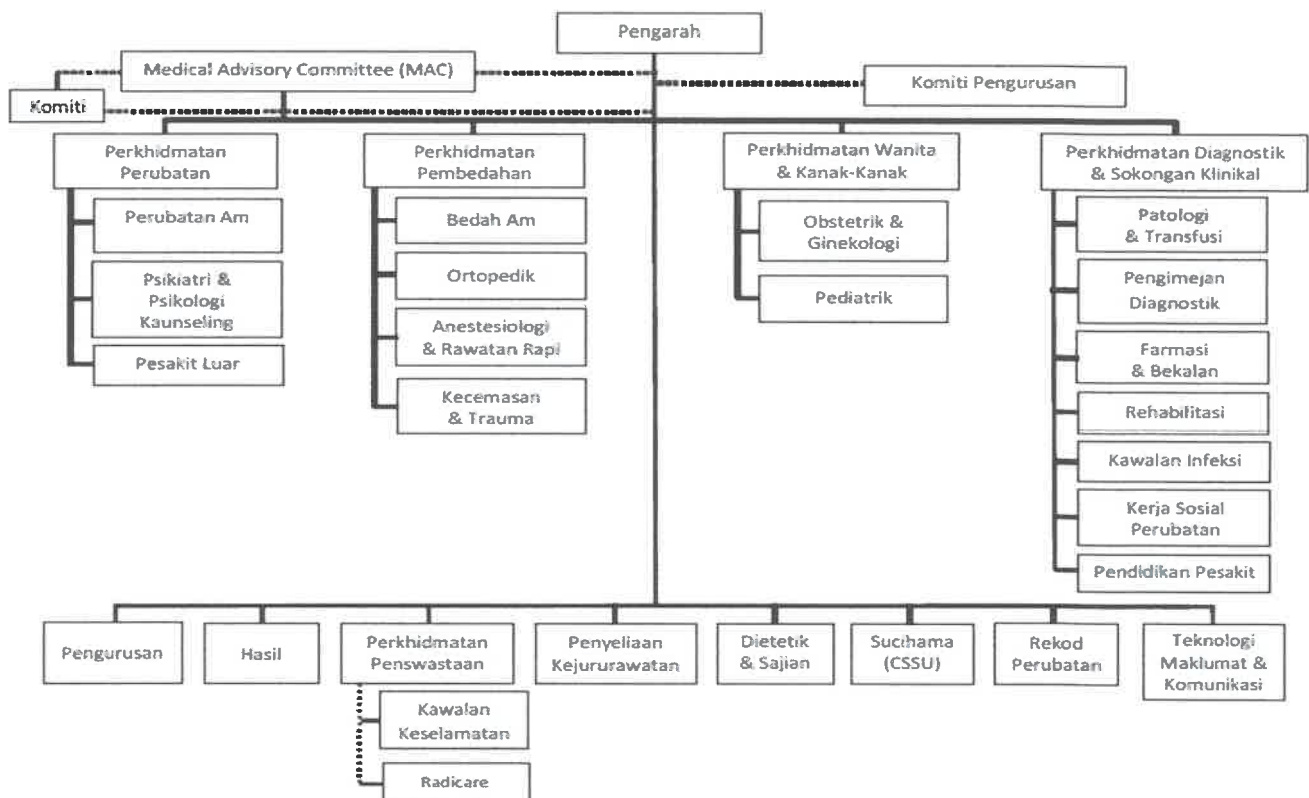 Pengarah
Medical Advisory Committee (MAC)
Komiti Pengurusan
Komiti
Perkhidmatan
Perubatan
Perubatan Am
Psikiatri &
Psikologi
Kaunseling
Pesakit Luar
Perkhidmatan
Pembedahan
Bedah Am
Ortopedik
Anestesiologi
& Rawatan Rapi
Kecemasan
& Trauma
Perkhidmatan Wanita
& Kanak-Kanak
Obstetrik &
Ginekologi
Pediatrik
Perkhidmatan Diagnostik
& Sokongan Klinikal
Patologi
& Transfusi
Pengimejan
Diagnostik
Farmasi
& Bekalan
Rehabilitasi
Kawalan Infeksi
Kerja Sosial
Perubatan
Pendidikan Pesakit
Pengurusan
Hasil
Perkhidmatan
Penswastaan
Kawalan
Keselamatan
Radicare
Penyeliaan
Kejururawatan
Dietetik
& Sajian
Sucihama
(CSSU)
Rekod
Perubatan
Teknologi
Maklumat &
Komunikasi